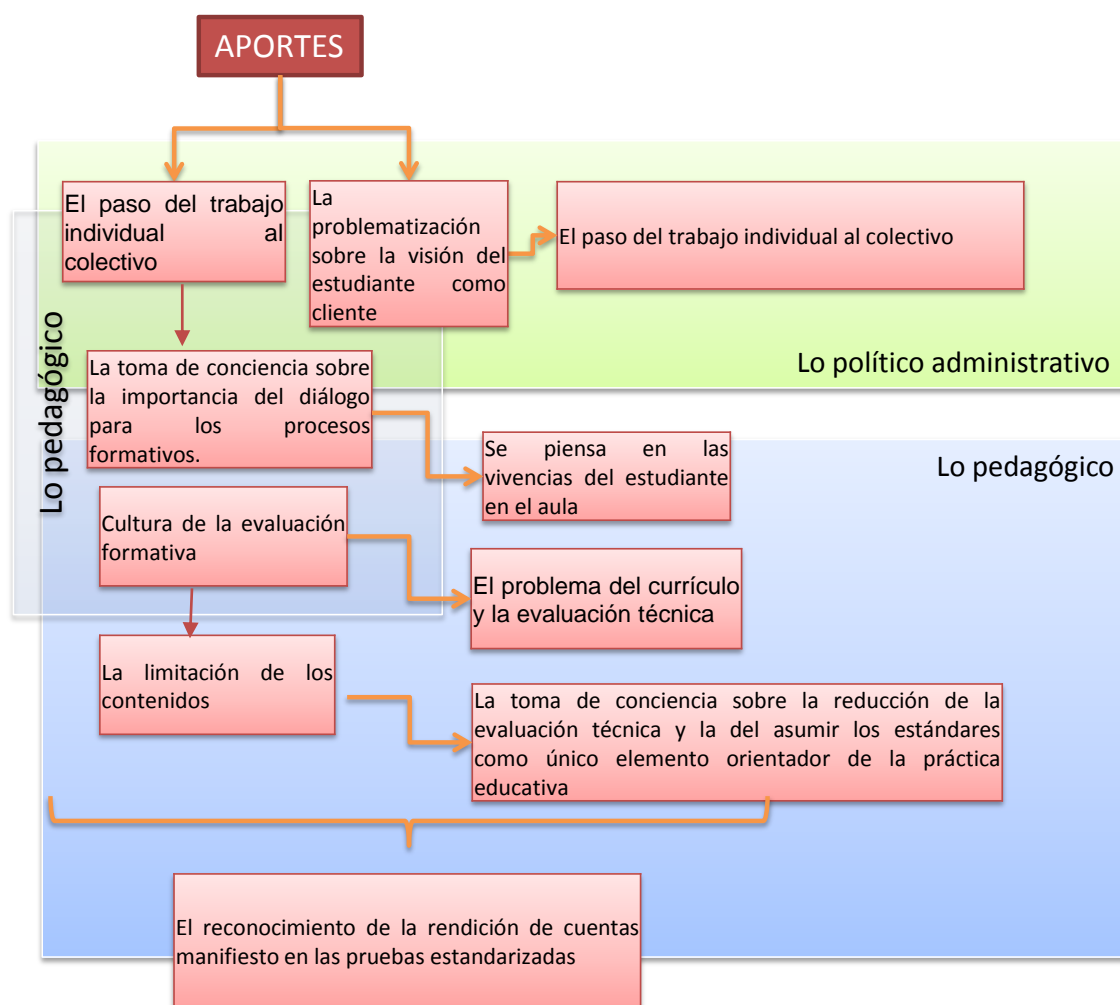 APORTES
El paso del trabajo
individual al
colectivo
La
problematización
sobre la visión del
estudiante como
cliente
El paso del trabajo individual al colectivo
Lo político administrativo
Lo pedagógico
La toma de conciencia sobre
la importancia del diálogo
para los procesos
formativos.
Se piensa en las
vivencias del estudiante
en el aula
Lo pedagógico
Cultura de la evaluación
formativa
El problema del currículo
y la evaluación técnica
La limitación de los
contenidos
La toma de conciencia sobre la reducción de la
evaluación técnica y la del asumir los estándares
como único elemento orientador de la práctica
educativa
El reconocimiento de la rendición de cuentas
manifiesto en las pruebas estandarizadas